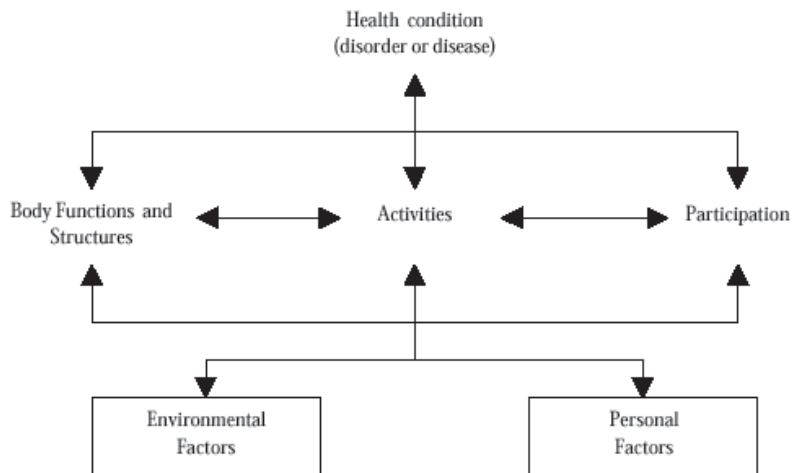 Health condition
(disorder or disease)
Body Functions and
Structures
Activities
Participation
Environmental
Factors
Personal
Factors